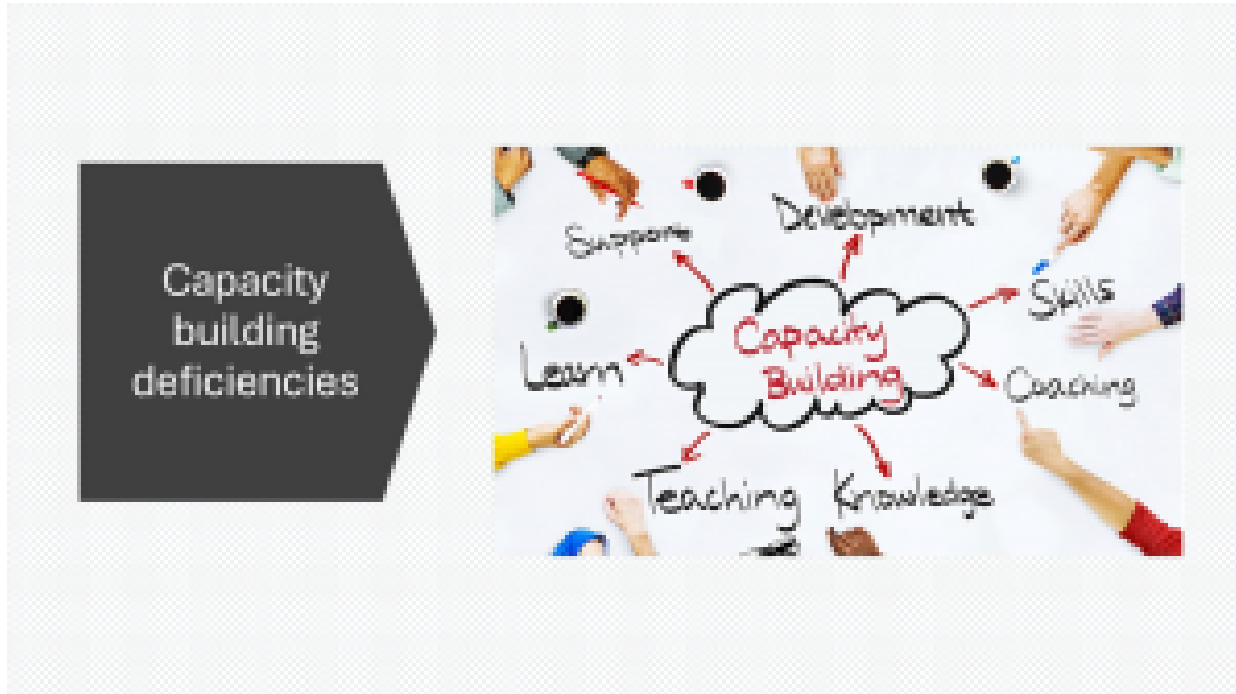 Capacity
building
deficiencies
Support
Development
Skills
Learn
Capacity
Building
Coaching
Teaching
Knowledge